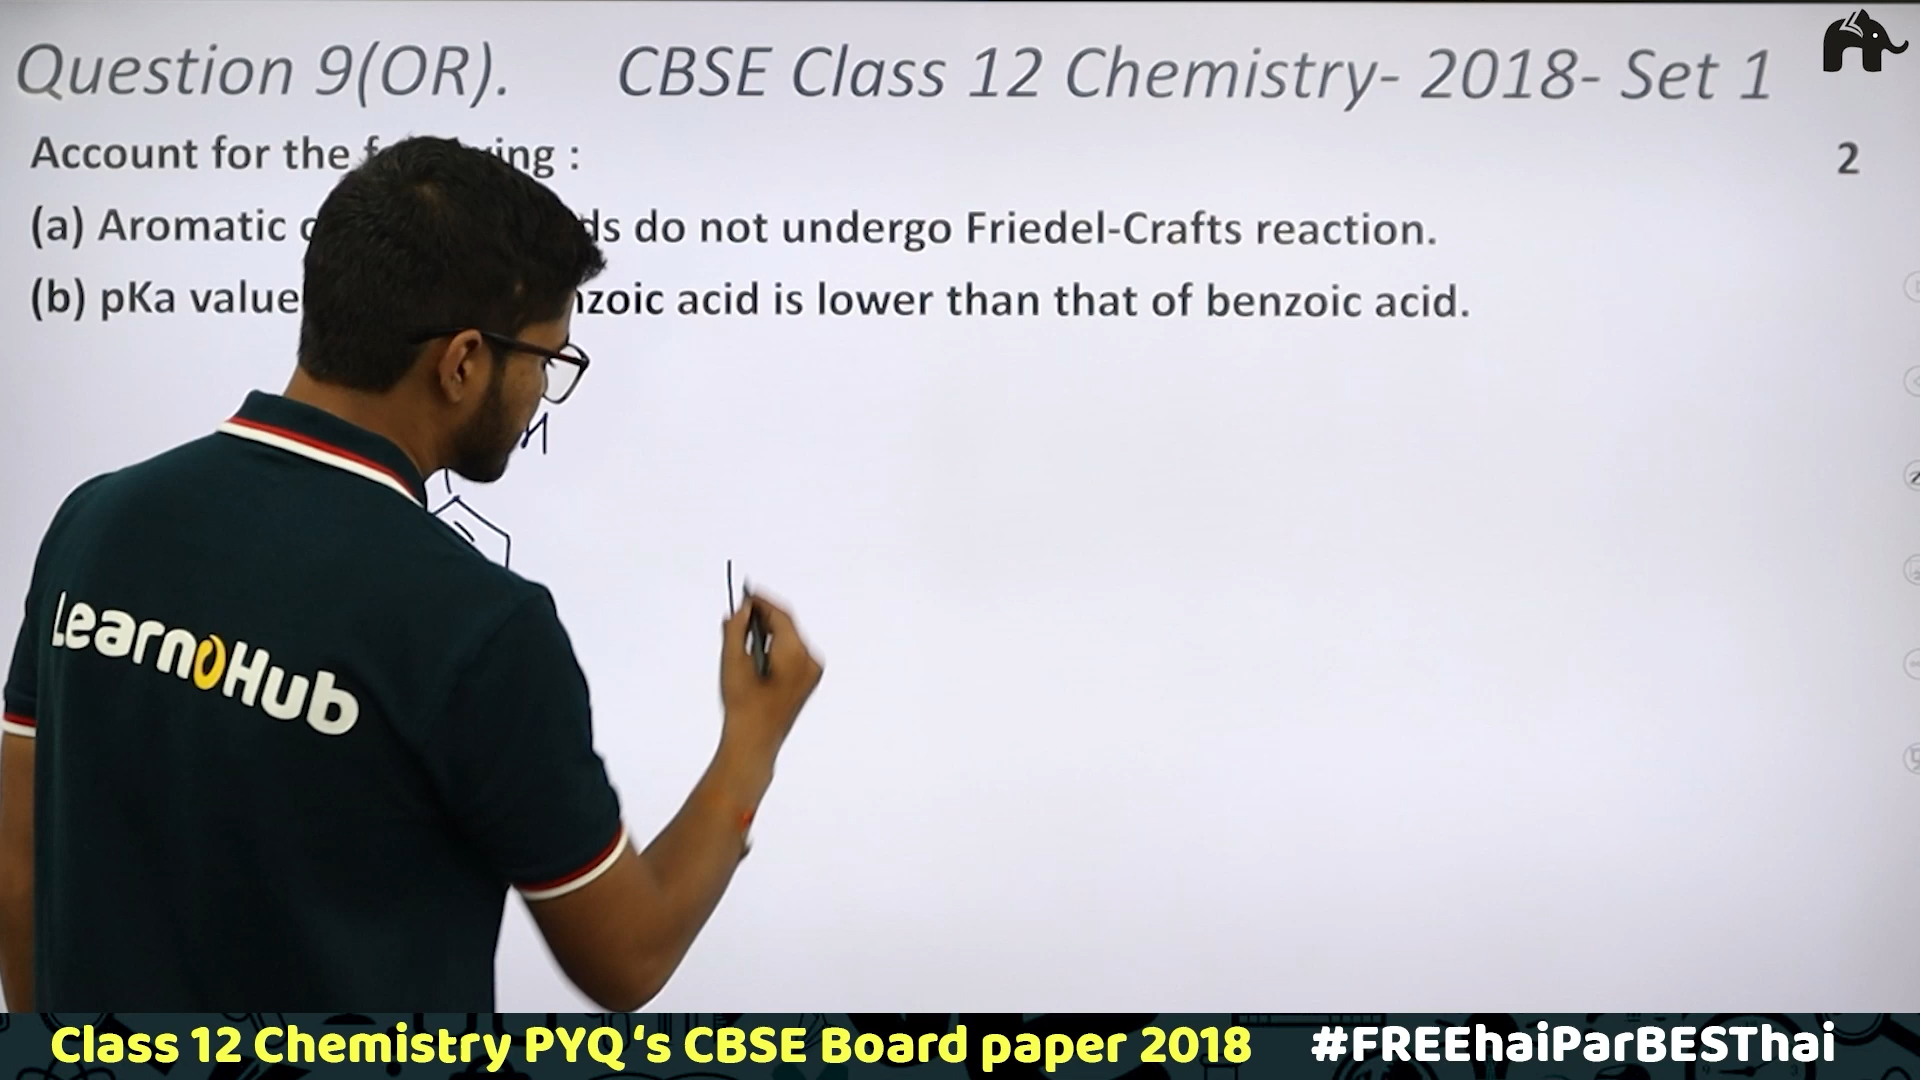 Question 9(OR). CBSE Class 12 Chemistry- 2018- Set 1
Account for the ing :
2
(a) Aromatic ds do not undergo Friedel-Crafts reaction.
(b) pKa value nzoic acid is lower than that of benzoic acid.
LearnoHub
Class 12 Chemistry PYQ‘s CBSE Board paper 2018 #FREEhaiParBESThai